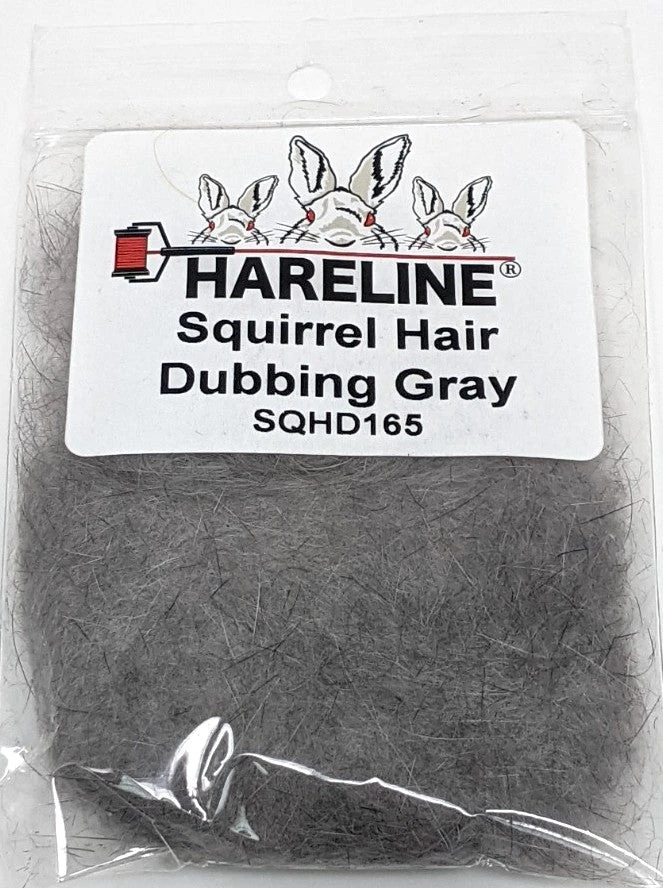 HARELINE®
Squirrel Hair
Dubbing Gray
SQHD165